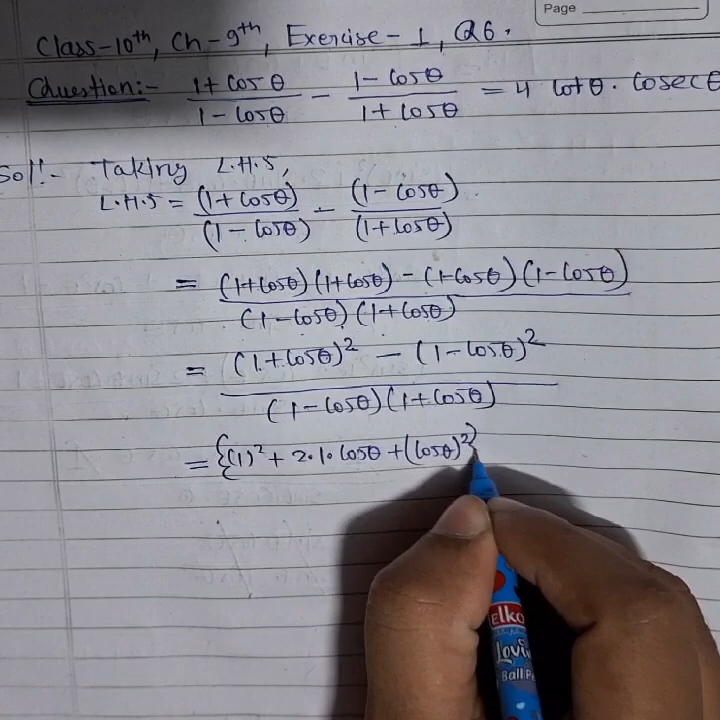 Page
Class-10th, Ch-9th, Exercise-1, Q6.
Question:- 1+cosθ / 1-cosθ - 1-cosθ / 1+cosθ = 4 cotθ. cosecθ
Sol!:- Taking L.H.S,
L.H.S = (1+cosθ) / (1-cosθ) - (1-cosθ) / (1+cosθ)
= (1+cosθ)(1+cosθ) - (1-cosθ)(1-cosθ) / (1-cosθ)(1+cosθ)
= (1+cosθ)² - (1-cosθ)² / (1-cosθ)(1+cosθ)
= {(1)² + 2.1.cosθ + (cosθ)²}
elko
Lovi
Ball P